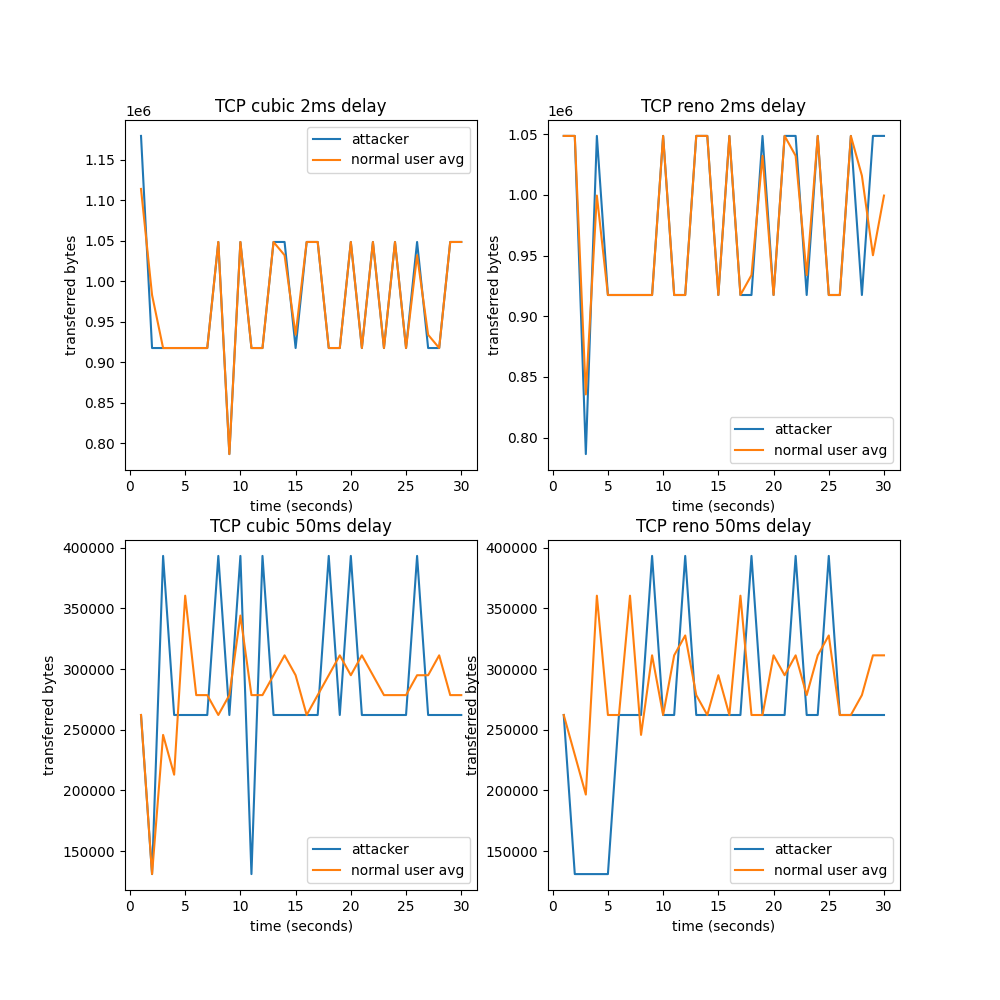 TCP cubic 2ms delay
1e6
transferred bytes
1.15
1.10
1.05
1.00
0.95
0.90
0.85
0.80
attacker
normal user avg
0 5 10 15 20 25 30
time (seconds)
TCP reno 2ms delay
1e6
transferred bytes
1.05
1.00
0.95
0.90
0.85
0.80
attacker
normal user avg
0 5 10 15 20 25 30
time (seconds)
TCP cubic 50ms delay
transferred bytes
400000
350000
300000
250000
200000
150000
attacker
normal user avg
0 5 10 15 20 25 30
time (seconds)
TCP reno 50ms delay
transferred bytes
400000
350000
300000
250000
200000
150000
attacker
normal user avg
0 5 10 15 20 25 30
time (seconds)